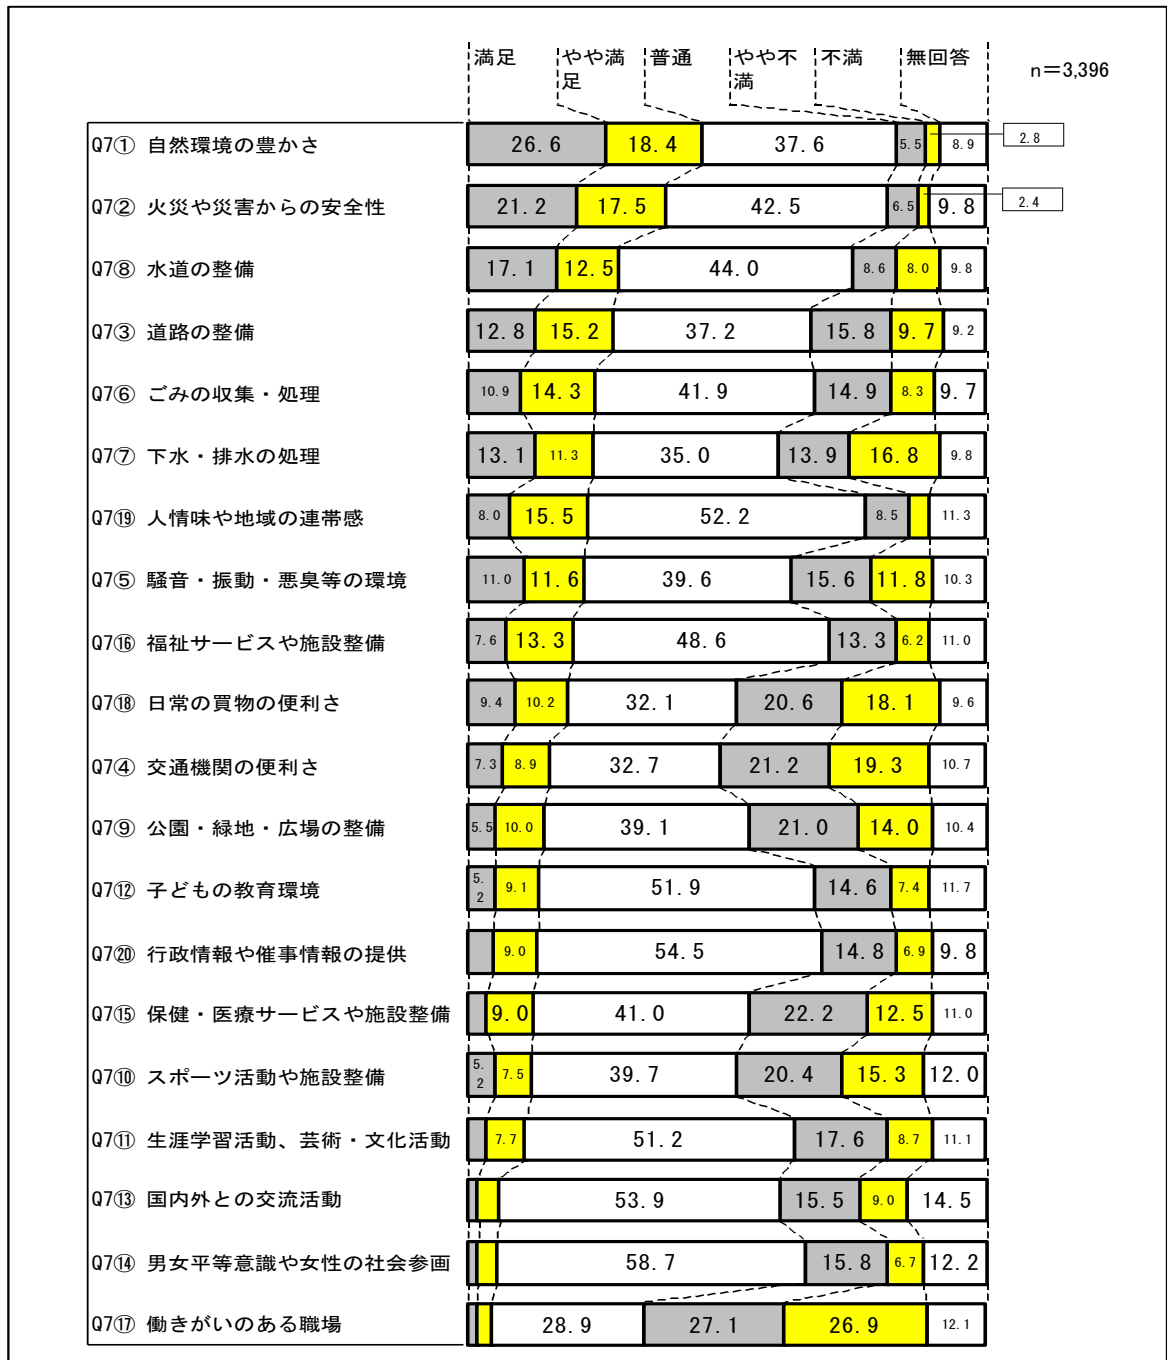 満足 やや満足 普通 やや不満 不満 無回答 n＝3,396
Q7① 自然環境の豊かさ 26.6 18.4 37.6 5.5 2.8 8.9
Q7② 火災や災害からの安全性 21.2 17.5 42.5 6.5 2.4 9.8
Q7⑧ 水道の整備 17.1 12.5 44.0 8.6 8.0 9.8
Q7③ 道路の整備 12.8 15.2 37.2 15.8 9.7 9.2
Q7⑥ ごみの収集・処理 10.9 14.3 41.9 14.9 8.3 9.7
Q7⑦ 下水・排水の処理 13.1 11.3 35.0 13.9 16.8 9.8
Q7⑲ 人情味や地域の連帯感 8.0 15.5 52.2 8.5 11.3
Q7⑤ 騒音・振動・悪臭等の環境 11.0 11.6 39.6 15.6 11.8 10.3
Q7⑯ 福祉サービスや施設整備 7.6 13.3 48.6 13.3 6.2 11.0
Q7⑱ 日常の買物の便利さ 9.4 10.2 32.1 20.6 18.1 9.6
Q7④ 交通機関の便利さ 7.3 8.9 32.7 21.2 19.3 10.7
Q7⑨ 公園・緑地・広場の整備 5.5 10.0 39.1 21.0 14.0 10.4
Q7⑫ 子どもの教育環境 5.2 9.1 51.9 14.6 7.4 11.7
Q7⑳ 行政情報や催事情報の提供 9.0 54.5 14.8 6.9 9.8
Q7⑮ 保健・医療サービスや施設整備 9.0 41.0 22.2 12.5 11.0
Q7⑩ スポーツ活動や施設整備 5.2 7.5 39.7 20.4 15.3 12.0
Q7⑪ 生涯学習活動、芸術・文化活動 7.7 51.2 17.6 8.7 11.1
Q7⑬ 国内外との交流活動 53.9 15.5 9.0 14.5
Q7⑭ 男女平等意識や女性の社会参画 58.7 15.8 6.7 12.2
Q7⑰ 働きがいのある職場 28.9 27.1 26.9 12.1